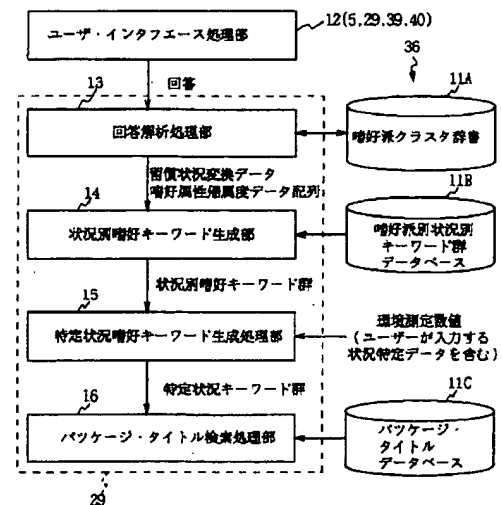 ユーザ・インタフエース処理部
12(5,29,39,40)
回答
36
13
回答解析処理部
11A
嗜好派クラスタ辞書
習慣状況変換データ
嗜好属性帰属度データ配列
14
状況別嗜好キーワード生成部
11B
嗜好派別状況別
キーワード群
データベース
状況別嗜好キーワード群
15
特定状況嗜好キーワード生成処理部
環境測定数値
(ユーザーが入力する
状況特定データを含む)
特定状況キーワード群
16
パツケージ・タイトル検索処理部
11C
パツケージ・
タイトル
データベース
29